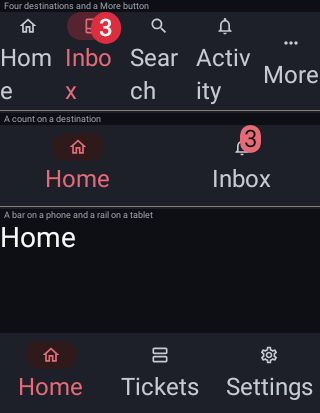 Four destinations and a More button
3
Hom Inbo Sear Activ More
e x ch ity
A count on a destination
3
Home Inbox
A bar on a phone and a rail on a tablet
Home
Home Tickets Settings